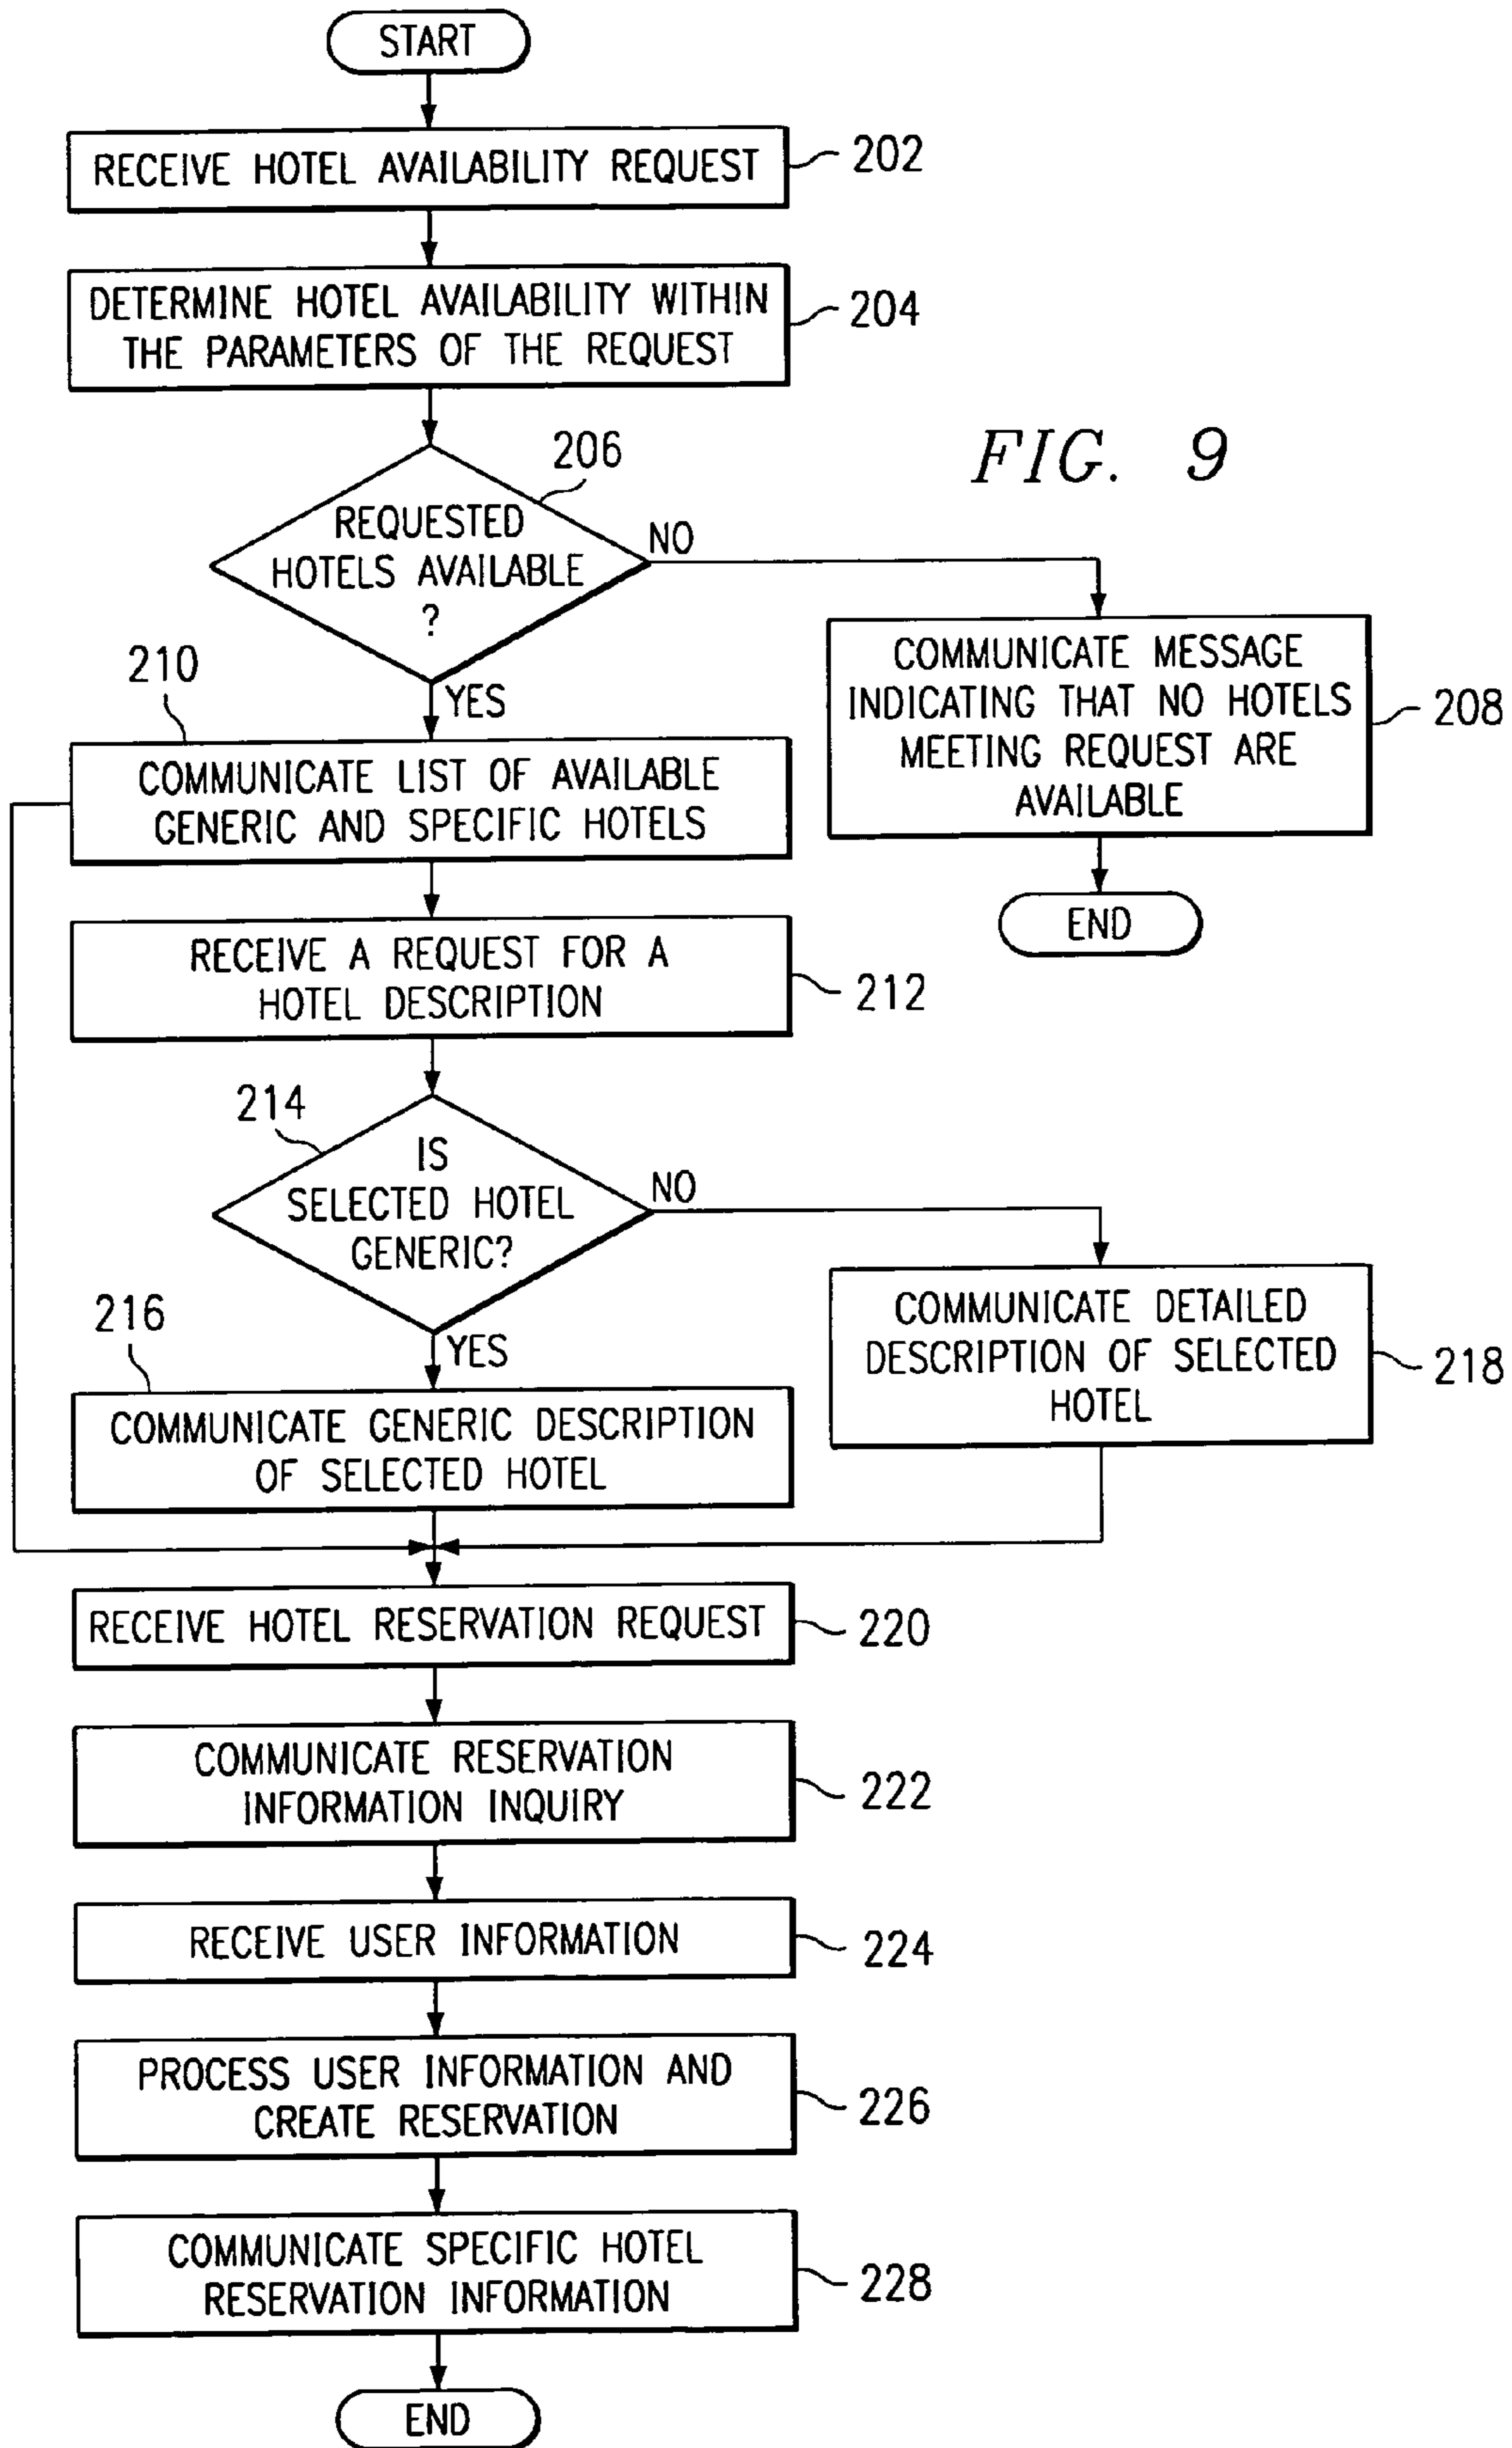 START
RECEIVE HOTEL AVAILABILITY REQUEST
202
DETERMINE HOTEL AVAILABILITY WITHIN
THE PARAMETERS OF THE REQUEST
204
FIG. 9
206
REQUESTED
HOTELS AVAILABLE
?
NO
YES
COMMUNICATE MESSAGE
INDICATING THAT NO HOTELS
MEETING REQUEST ARE
AVAILABLE
208
END
210
COMMUNICATE LIST OF AVAILABLE
GENERIC AND SPECIFIC HOTELS
RECEIVE A REQUEST FOR A
HOTEL DESCRIPTION
212
214
IS
SELECTED HOTEL
GENERIC?
NO
YES
COMMUNICATE DETAILED
DESCRIPTION OF SELECTED
HOTEL
218
216
COMMUNICATE GENERIC DESCRIPTION
OF SELECTED HOTEL
RECEIVE HOTEL RESERVATION REQUEST
220
COMMUNICATE RESERVATION
INFORMATION INQUIRY
222
RECEIVE USER INFORMATION
224
PROCESS USER INFORMATION AND
CREATE RESERVATION
226
COMMUNICATE SPECIFIC HOTEL
RESERVATION INFORMATION
228
END